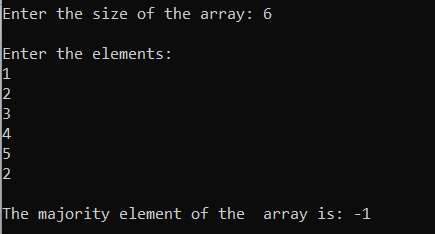 Enter the size of the array: 6
Enter the elements:
1
2
3
4
5
2
The majority element of the  array is: -1